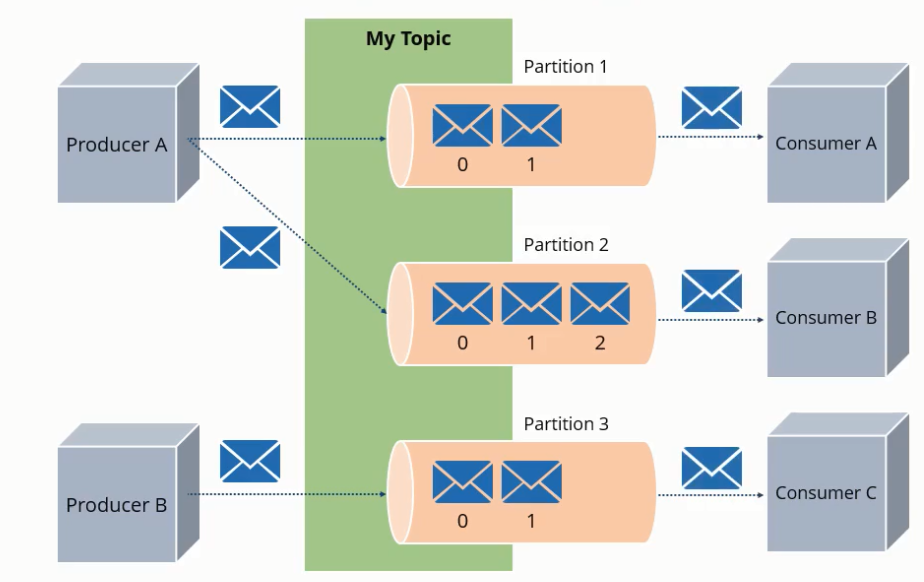 My Topic
Partition 1
Producer A
0 1
Consumer A
Partition 2
0 1 2
Consumer B
Partition 3
Producer B
0 1
Consumer C